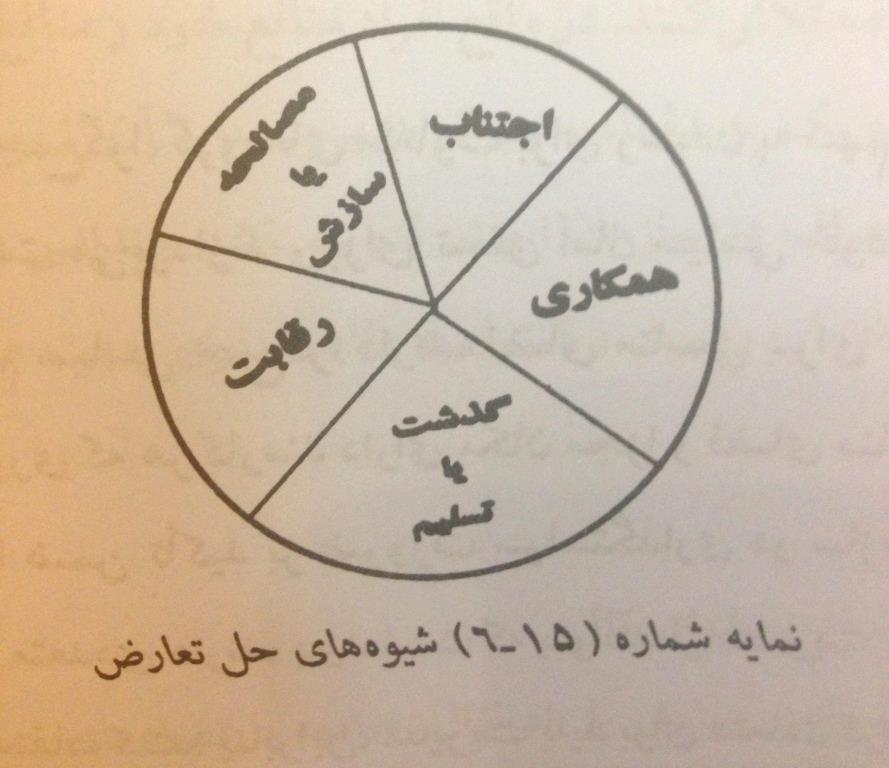 اجتناب
مصالحه
یا
سازش
همکاری
رقابت
گذشت
یا
تسلیم
نمایه شماره (۱۵-۶) شیوه‌های حل تعارض